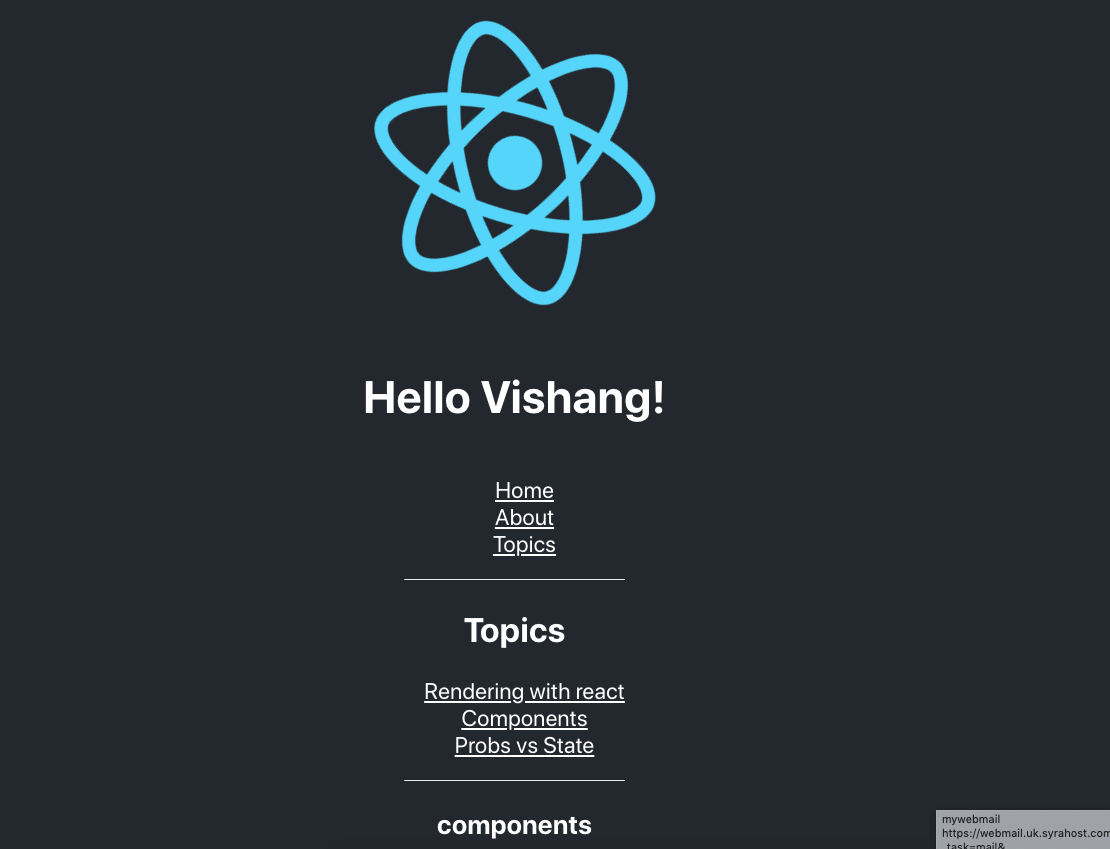 Hello Vishang!
Home
About
Topics
Topics
Rendering with react
Components
Probs vs State
components
mywebmail
https://webmail.uk.syrahost.com
_task=mail&